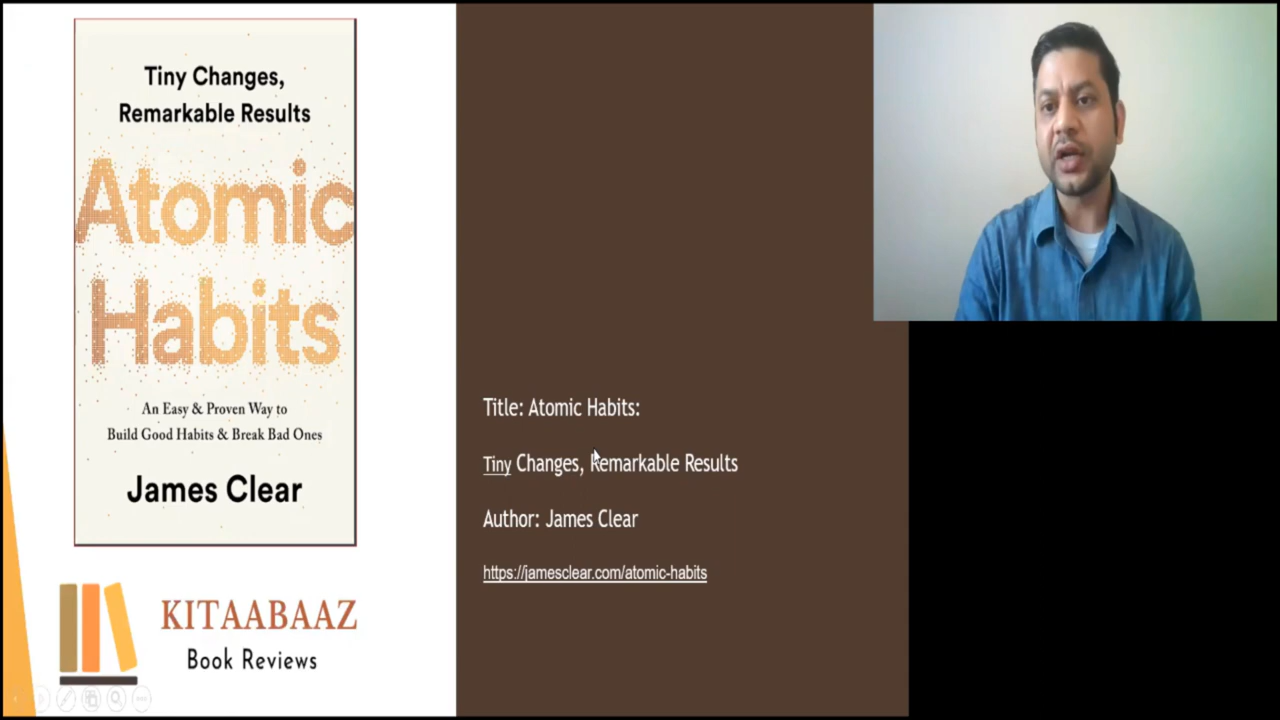 Tiny Changes,
Remarkable Results
Atomic
Habits
An Easy & Proven Way to
Build Good Habits & Break Bad Ones
James Clear
KITAABAAZ
Book Reviews
Title: Atomic Habits:
Tiny Changes, Remarkable Results
Author: James Clear
https://jamesclear.com/atomic-habits